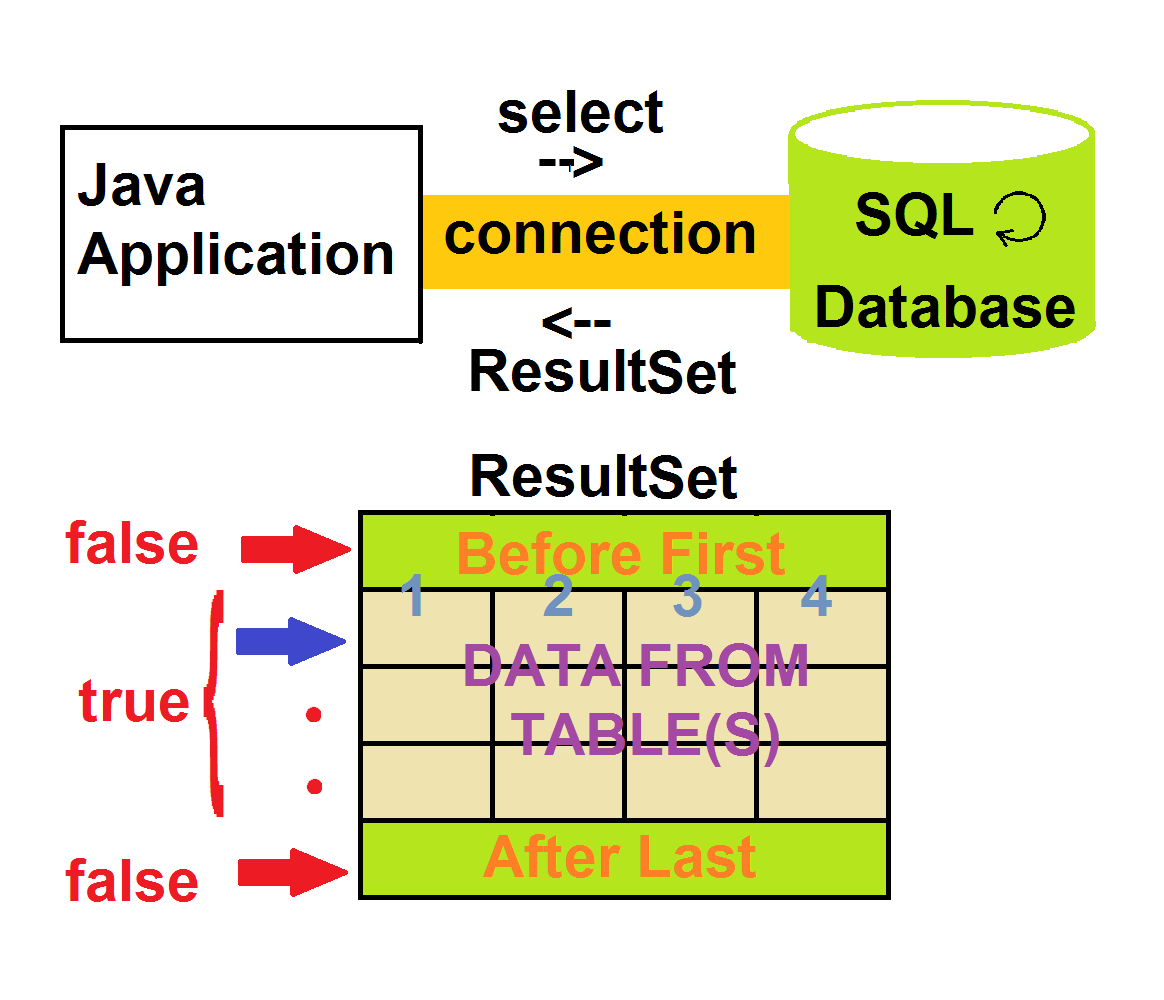 select
-->
Java
Application
connection
SQL
Database
<--
ResultSet
ResultSet
false
Before First
1 2 3 4
DATA FROM
true
TABLE(S)
After Last
false